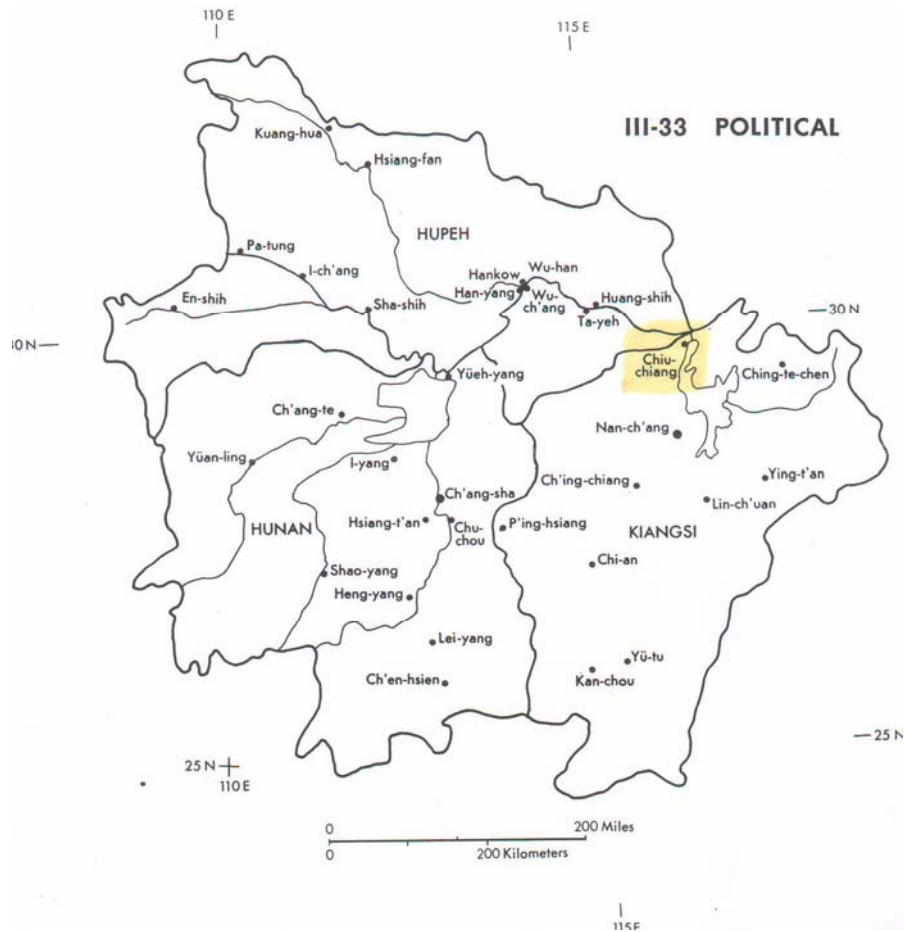 110 E
115 E
III-33 POLITICAL
Kuang-hua
Hsiang-fan
HUPEH
Pa-tung
I-ch'ang
Hankow
Wu-han
En-shih
Sha-shih
Han-yang
Wu-
ch'ang
Huang-shih
Ta-yeh
30 N
30 N
Chiu-
chiang
Ching-te-chen
Yüeh-yang
Ch'ang-te
Nan-ch'ang
Yüan-ling
I-yang
Ch'ing-chiang
Ying-t'an
Ch'ang-sha
Lin-ch'uan
HUNAN
Hsiang-t'an
Chu-
chou
P'ing-hsiang
KIANGSI
Shao-yang
Chi-an
Heng-yang
Lei-yang
Yü-tu
Ch'en-hsien
Kan-chou
25 N
25 N
110 E
0
200 Miles
0
200 Kilometers
115 E